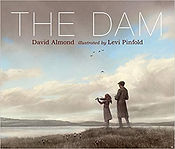 THE DAM
David Almond illustrated by Levi Pinfold